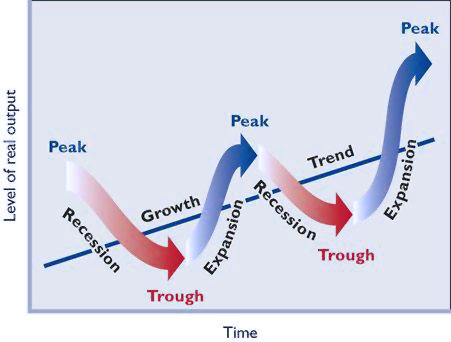 Peak
Peak
Peak
Level of real output
Recession
Growth
Expansion
Trend
Recession
Expansion
Trough
Trough
Time